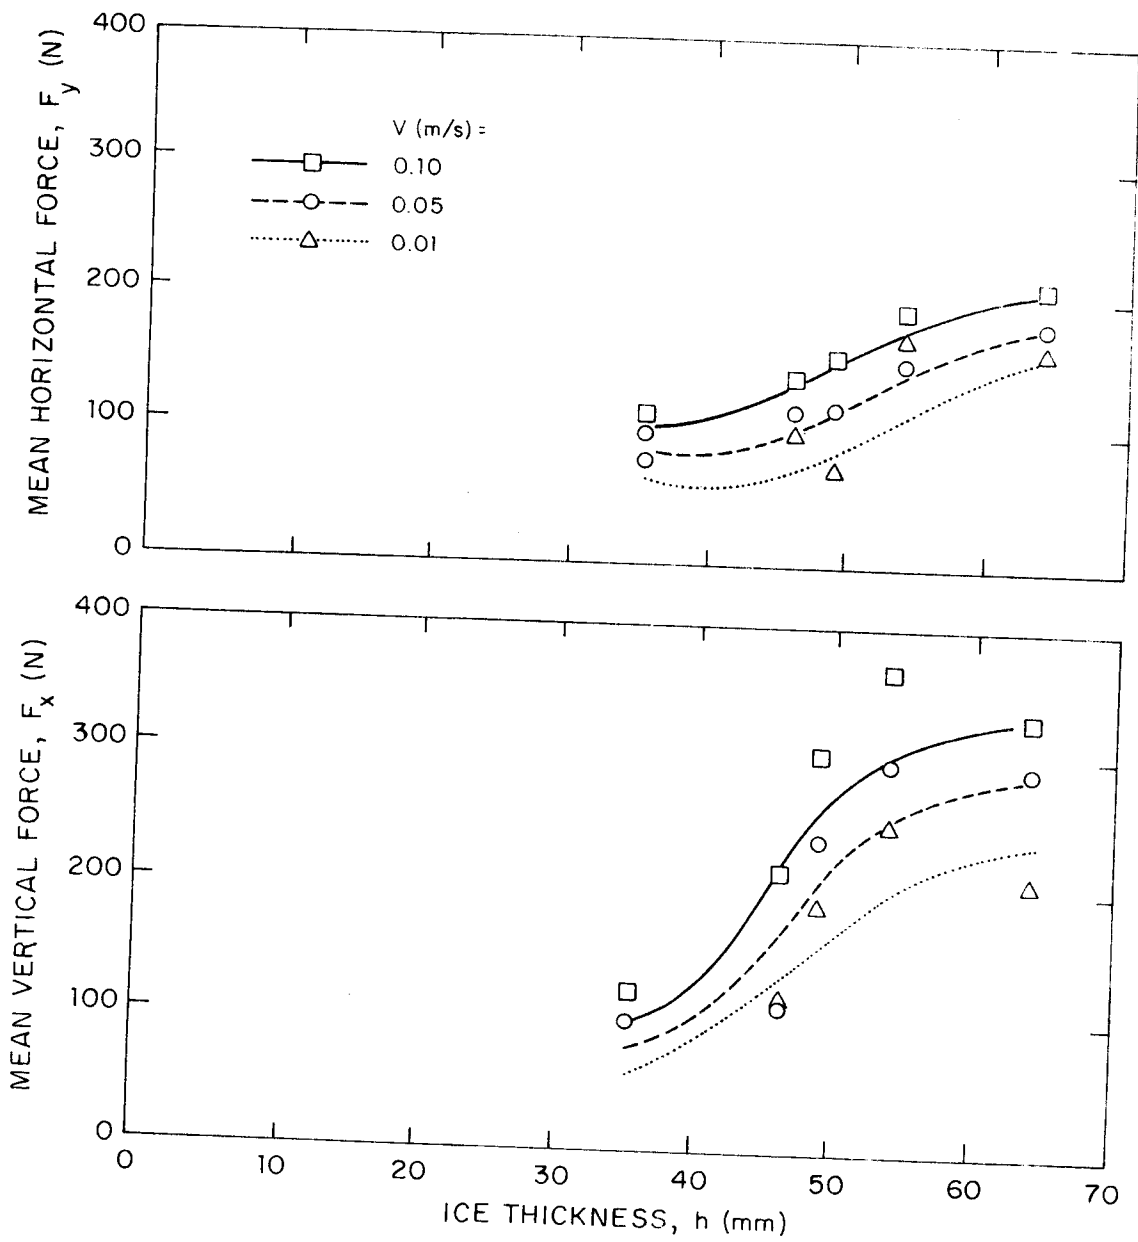 MEAN HORIZONTAL FORCE, Fy (N)
400
300
200
100
0
V (m/s) =
0.10
0.05
0.01
MEAN VERTICAL FORCE, Fx (N)
400
300
200
100
0
0 10 20 30 40 50 60 70
ICE THICKNESS, h (mm)